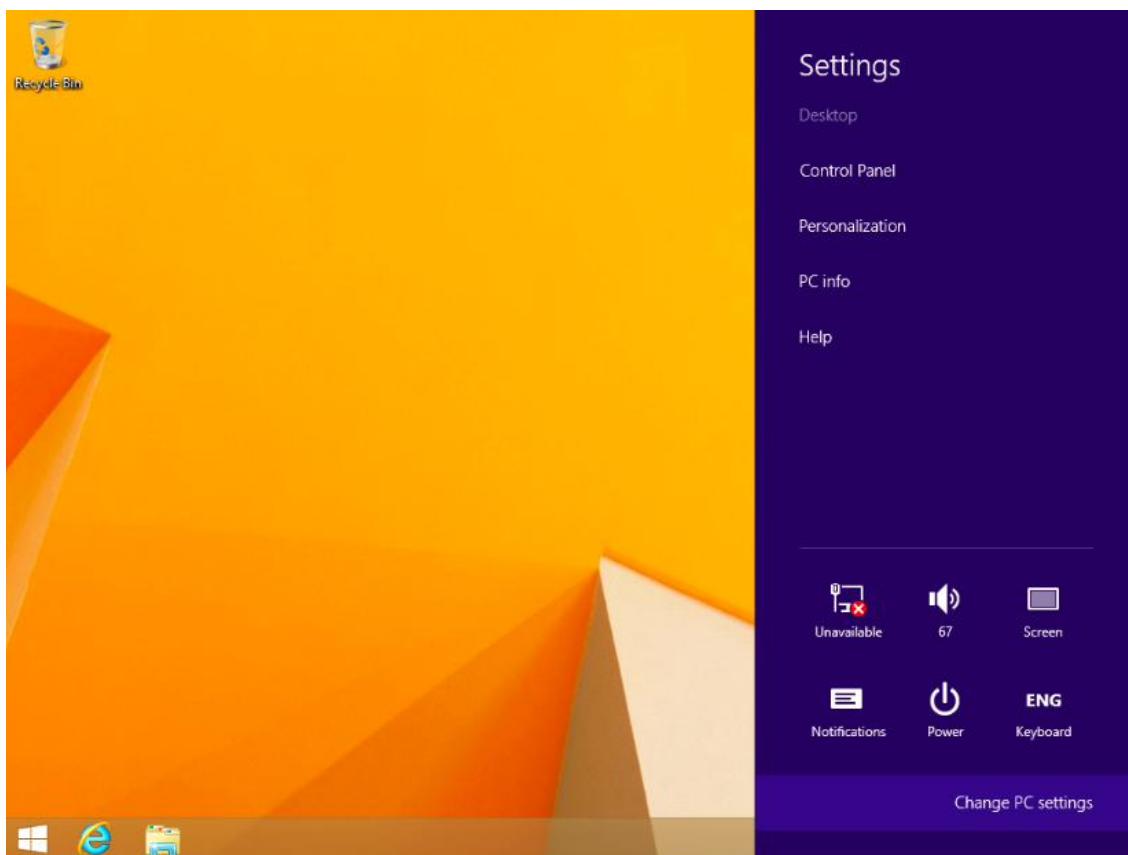 Recycle Bin
Settings
Desktop
Control Panel
Personalization
PC info
Help
Unavailable
67
Screen
Notifications
Power
ENG
Keyboard
Change PC settings